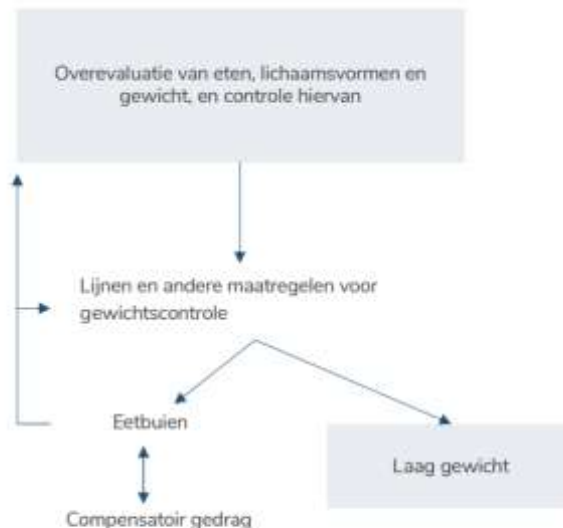 Overevaluatie van eten, lichaamsvormen en
gewicht, en controle hiervan
Lijnen en andere maatregelen voor
gewichtscontrole
Eetbuien
Laag gewicht
Compensatoir gedrag